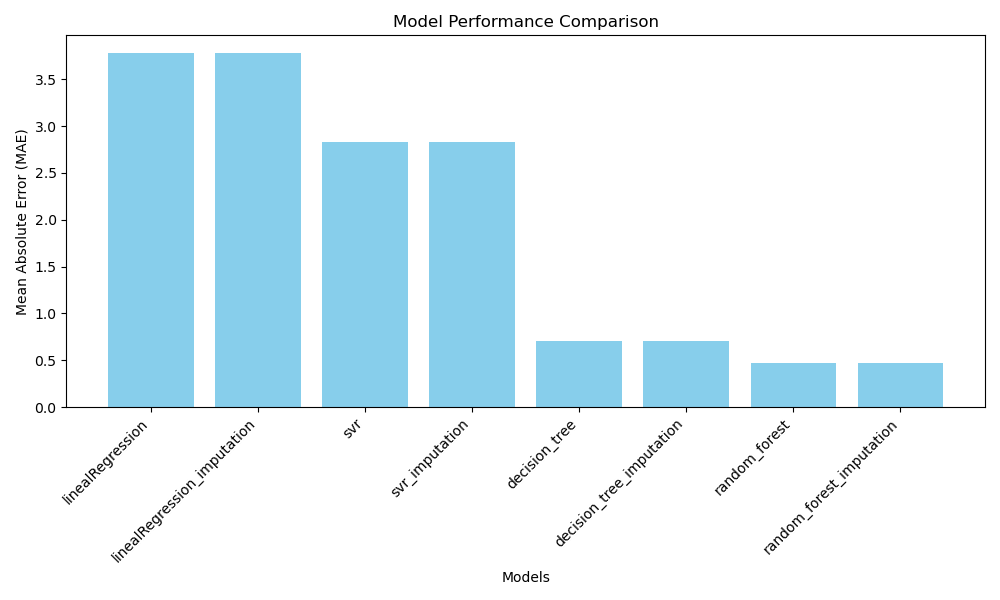 Model Performance Comparison
Mean Absolute Error (MAE)
3.5
3.0
2.5
2.0
1.5
1.0
0.5
0.0
linealRegression
linealRegression_imputation
svr
svr_imputation
decision_tree
decision_tree_imputation
random_forest
random_forest_imputation
Models